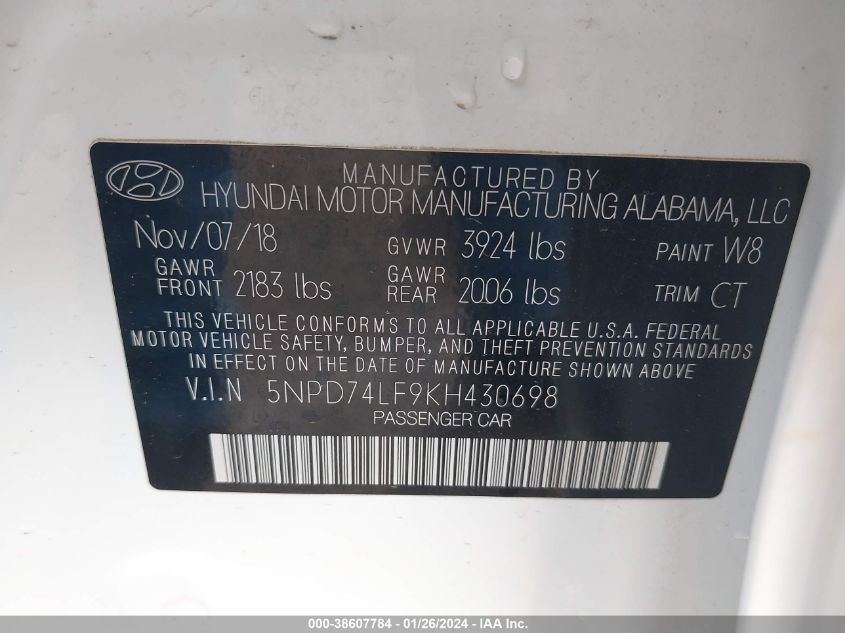 MANUFACTURED BY
HYUNDAI MOTOR MANUFACTURING ALABAMA, LLC
Nov/07/18 GVWR 3924 lbs PAINT W8
GAWR FRONT 2183 lbs GAWR REAR 2006 lbs TRIM CT
THIS VEHICLE CONFORMS TO ALL APPLICABLE U.S.A. FEDERAL
MOTOR VEHICLE SAFETY, BUMPER, AND THEFT PREVENTION STANDARDS
IN EFFECT ON THE DATE OF MANUFACTURE SHOWN ABOVE.
V.I.N 5NPD74LF9KH430698
PASSENGER CAR
000-38607784 - 01/26/2024 - IAA Inc.